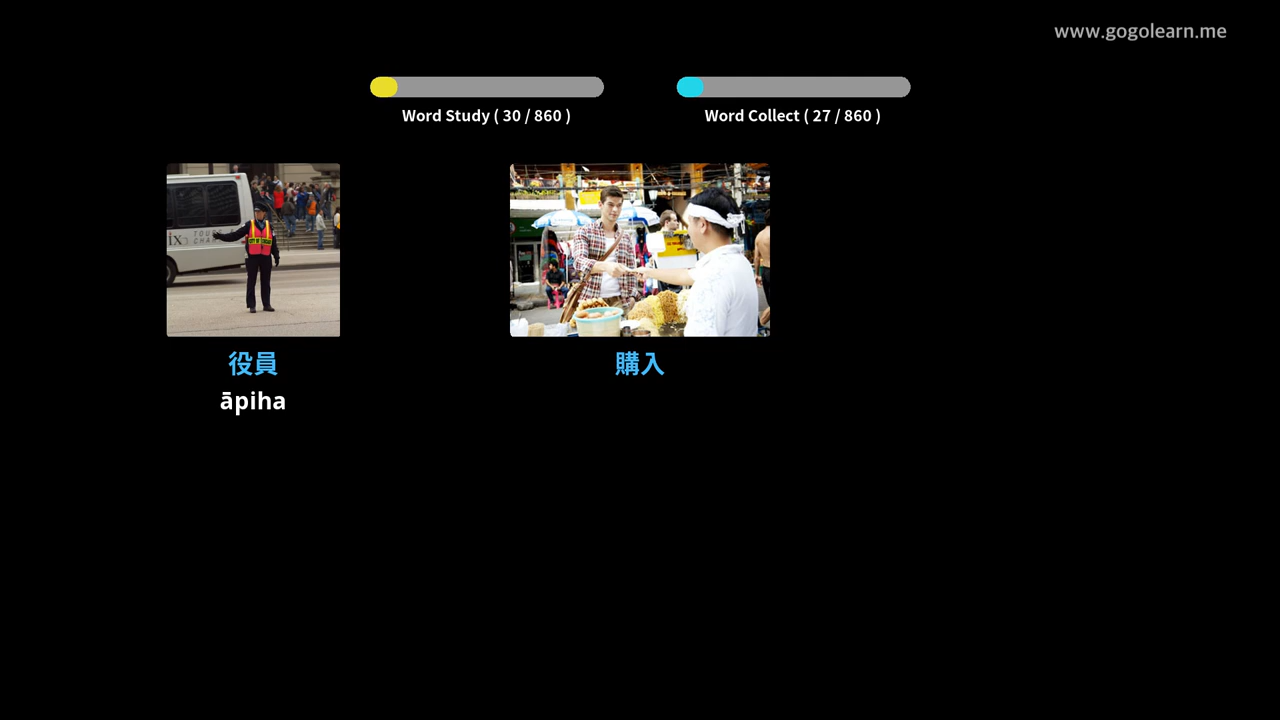 www.gogolearn.me
Word Study ( 30 / 860 )
Word Collect ( 27 / 860 )
役員
āpiha
購入